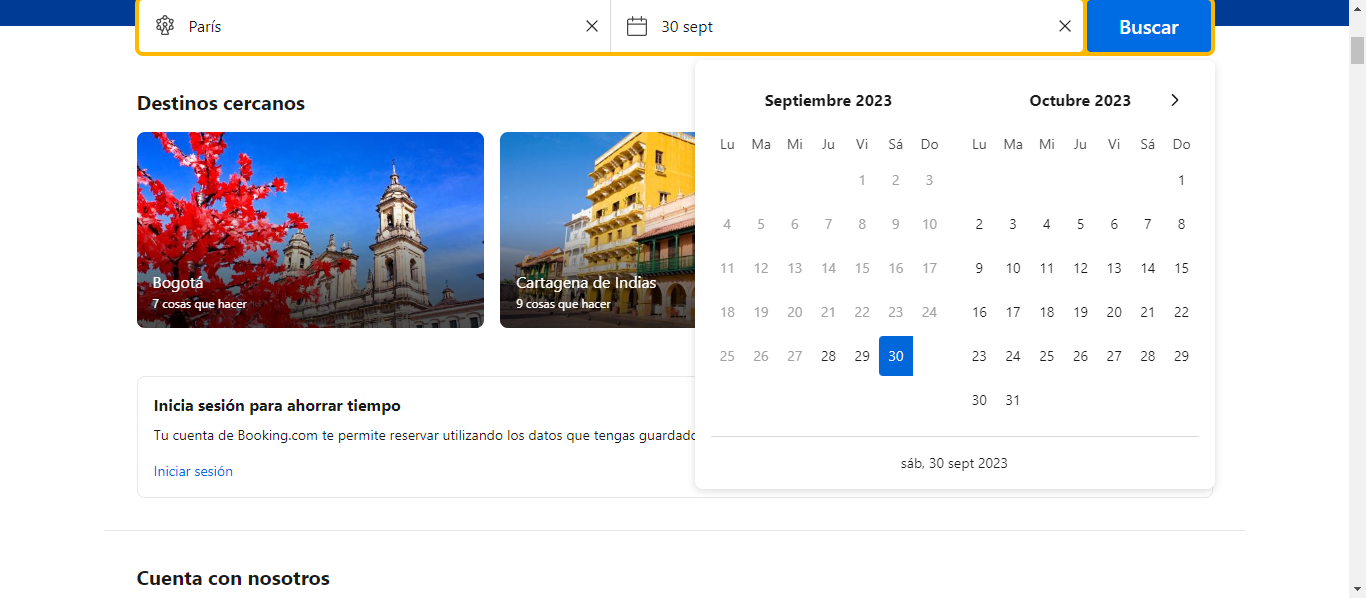 París
30 sept
Buscar
Destinos cercanos
Bogotá
7 cosas que hacer
Cartagena de Indias
9 cosas que hacer
Septiembre 2023
Lu Ma Mi Ju Vi Sá Do
1 2 3
4 5 6 7 8 9 10
11 12 13 14 15 16 17
18 19 20 21 22 23 24
25 26 27 28 29 30
Octubre 2023
Lu Ma Mi Ju Vi Sá Do
1
2 3 4 5 6 7 8
9 10 11 12 13 14 15
16 17 18 19 20 21 22
23 24 25 26 27 28 29
30 31
sáb, 30 sept 2023
Inicia sesión para ahorrar tiempo
Tu cuenta de Booking.com te permite reservar utilizando los datos que tengas guardado
Iniciar sesión
Cuenta con nosotros